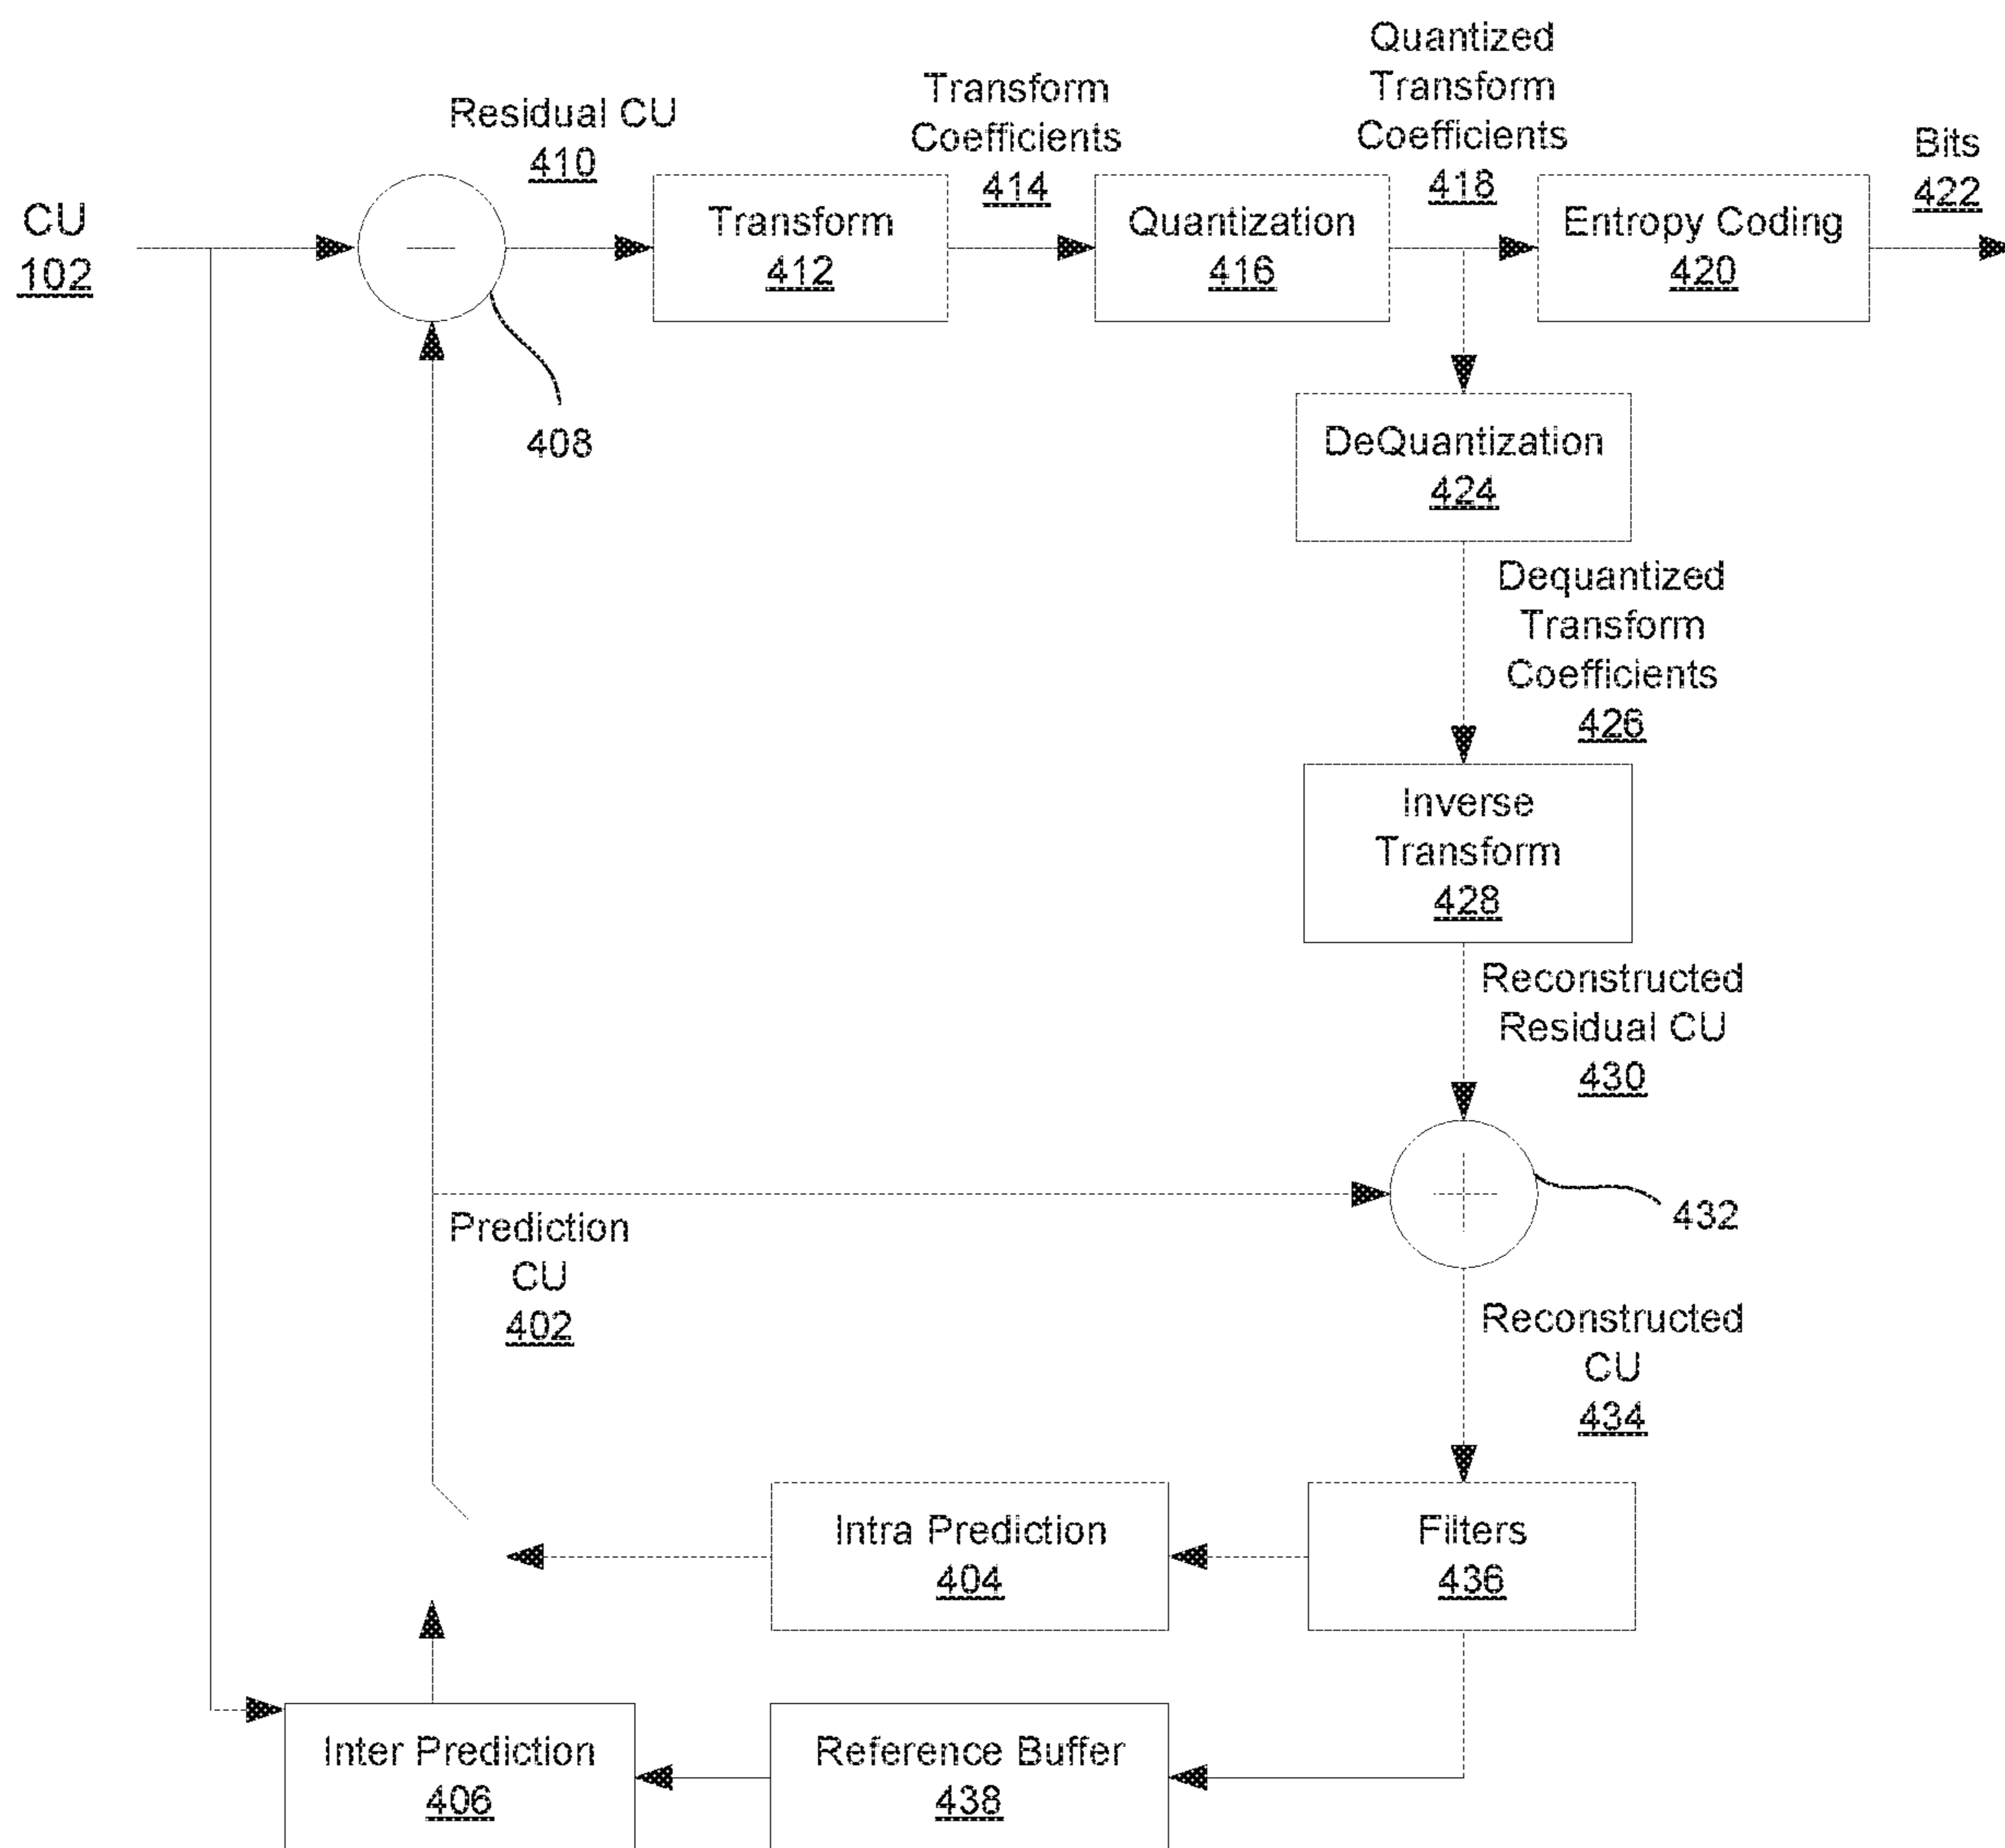 CU
102
Residual CU
410
Transform
412
Transform
Coefficients
414
Quantization
416
Quantized
Transform
Coefficients
418
Entropy Coding
420
Bits
422
408
DeQuantization
424
Dequantized
Transform
Coefficients
426
Inverse
Transform
428
Reconstructed
Residual CU
430
432
Prediction
CU
402
Reconstructed
CU
434
Intra Prediction
404
Filters
436
Inter Prediction
406
Reference Buffer
438